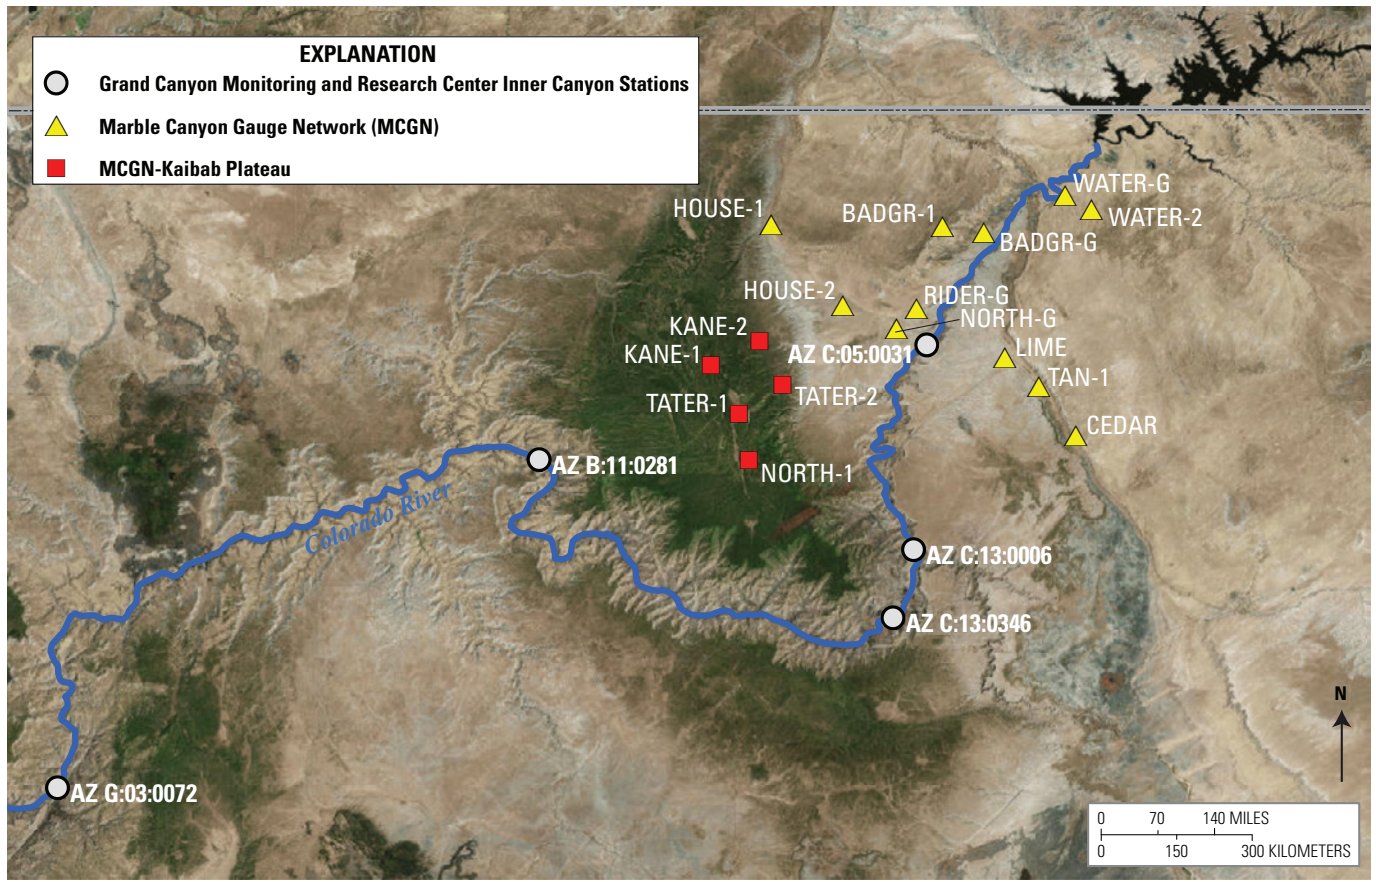 EXPLANATION
Grand Canyon Monitoring and Research Center Inner Canyon Stations
Marble Canyon Gauge Network (MCGN)
MCGN-Kaibab Plateau
WATER-G
WATER-2
HOUSE-1
BADGR-1
BADGR-G
HOUSE-2
RIDER-G
NORTH-G
KANE-2
AZ C:05:0031
KANE-1
LIME
TAN-1
TATER-2
TATER-1
CEDAR
AZ B:11:0281
NORTH-1
Colorado River
AZ C:13:0006
AZ C:13:0346
N
AZ G:03:0072
0 70 140 MILES
0 150 300 KILOMETERS